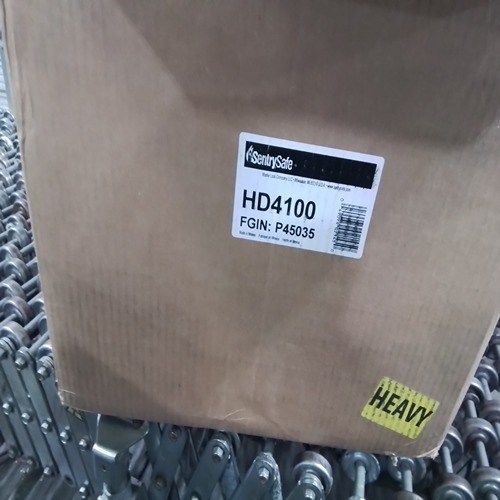 SentrySafe
HD4100
FGIN: P45035
HEAVY